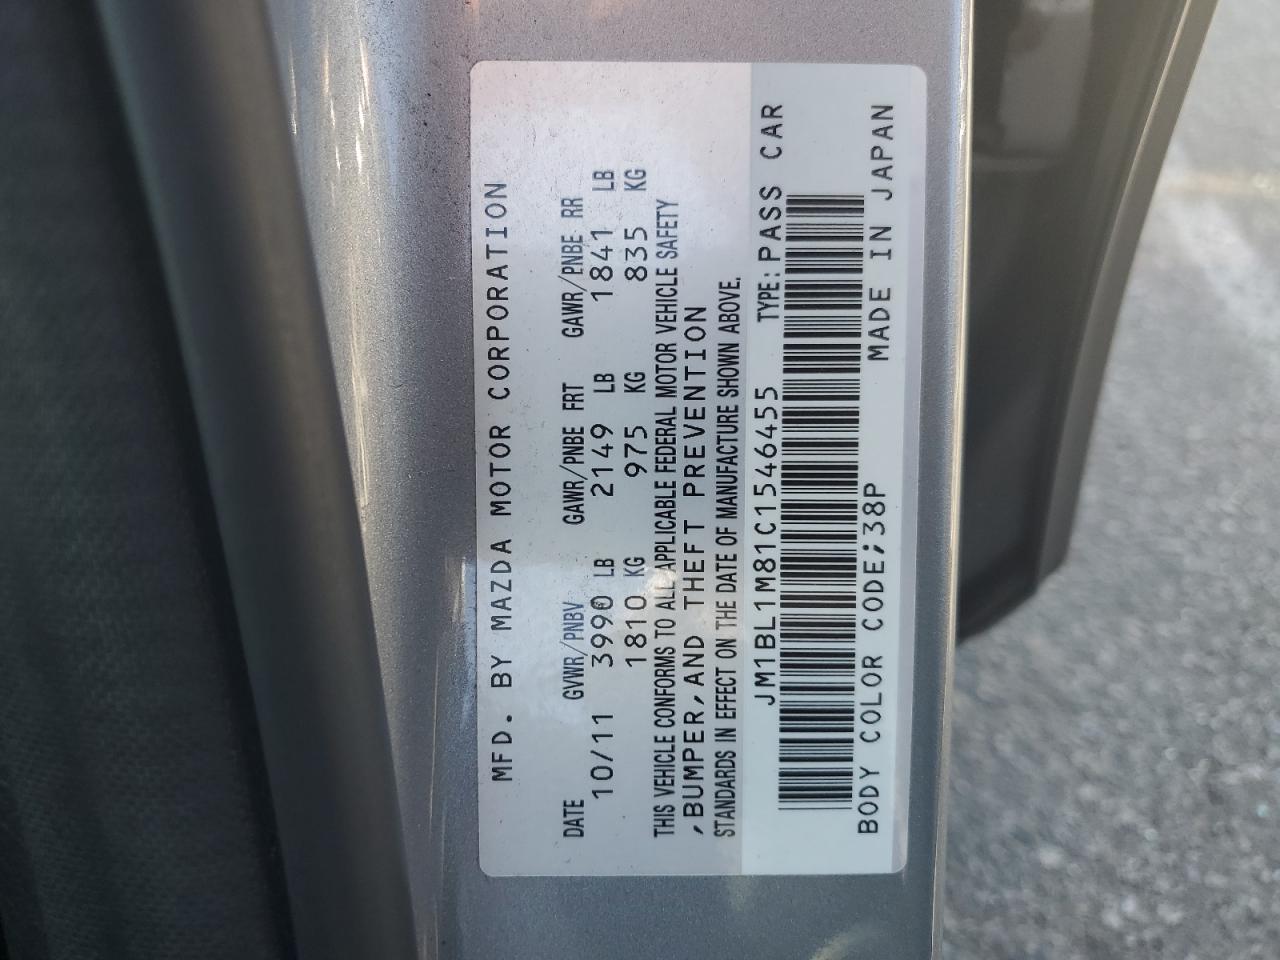 MFD. BY MAZDA MOTOR CORPORATION
DATE GVWR/PNBV GAWR/PNBE FRT GAWR/PNBE RR
10/11 3990 LB 2149 LB 1841 LB
1810 KG 975 KG 835 KG
THIS VEHICLE CONFORMS TO ALL APPLICABLE FEDERAL MOTOR VEHICLE SAFETY
,BUMPER,AND THEFT PREVENTION
STANDARDS IN EFFECT ON THE DATE OF MANUFACTURE SHOWN ABOVE.
JM1BL1M81C1546455 TYPE:PASS CAR
BODY COLOR CODE;38P MADE IN JAPAN